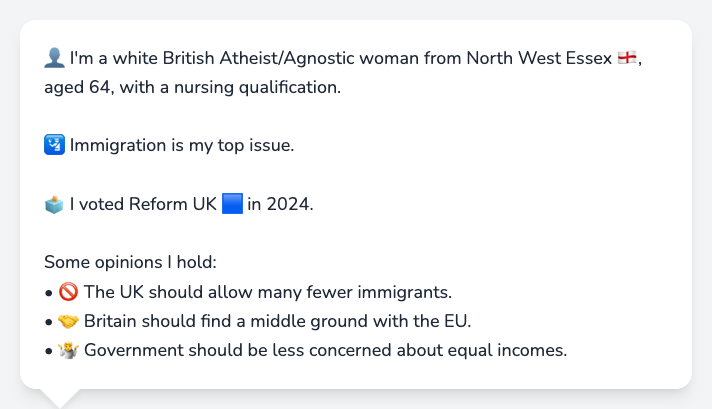 👤 I'm a white British Atheist/Agnostic woman from North West Essex 🏴󠁧󠁢󠁥󠁮󠁧󠁿,
aged 64, with a nursing qualification.
🛂 Immigration is my top issue.
🗳️ I voted Reform UK 🟦 in 2024.
Some opinions I hold:
• 🚫 The UK should allow many fewer immigrants.
• 🤝 Britain should find a middle ground with the EU.
• 🤷 Government should be less concerned about equal incomes.